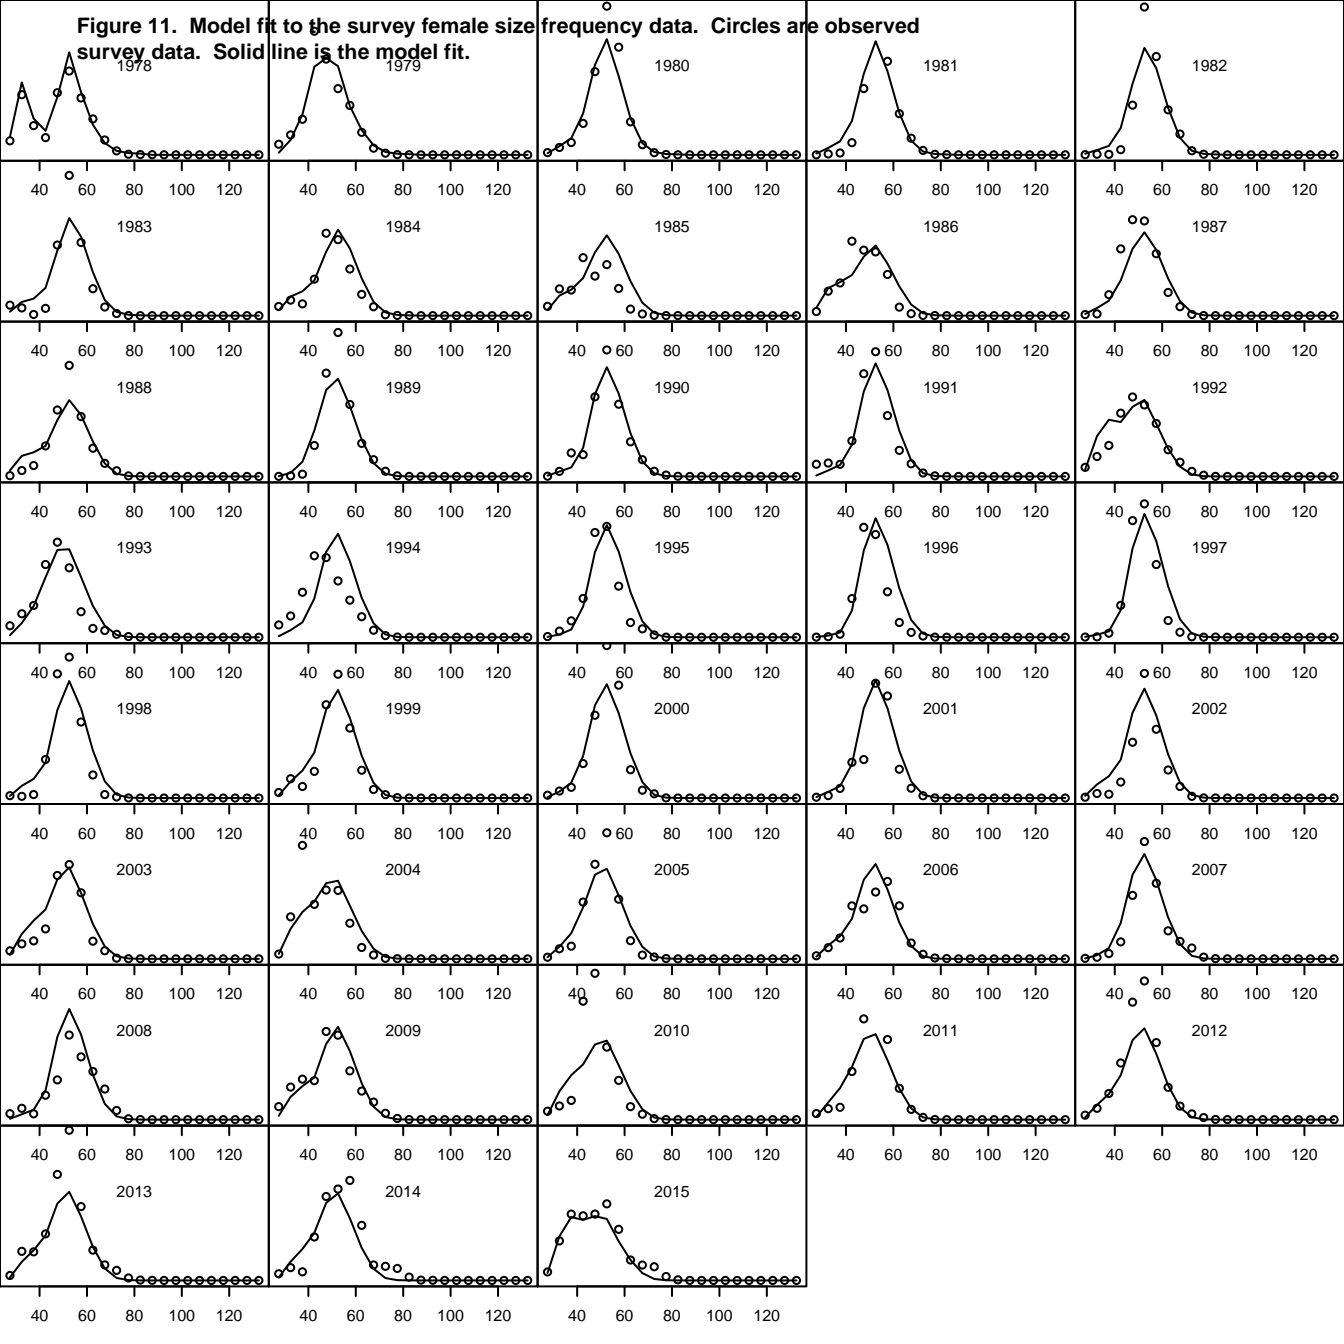 Figure 11.  Model fit to the survey female size frequency data.  Circles are observed
survey data.  Solid line is the model fit.
1978 1979 1980 1981 1982
40 60 80 100 120 40 60 80 100 120 40 60 80 100 120 40 60 80 100 120 40 60 80 100 120
1983 1984 1985 1986 1987
40 60 80 100 120 40 60 80 100 120 40 60 80 100 120 40 60 80 100 120 40 60 80 100 120
1988 1989 1990 1991 1992
40 60 80 100 120 40 60 80 100 120 40 60 80 100 120 40 60 80 100 120 40 60 80 100 120
1993 1994 1995 1996 1997
40 60 80 100 120 40 60 80 100 120 40 60 80 100 120 40 60 80 100 120 40 60 80 100 120
1998 1999 2000 2001 2002
40 60 80 100 120 40 60 80 100 120 40 60 80 100 120 40 60 80 100 120 40 60 80 100 120
2003 2004 2005 2006 2007
40 60 80 100 120 40 60 80 100 120 40 60 80 100 120 40 60 80 100 120 40 60 80 100 120
2008 2009 2010 2011 2012
40 60 80 100 120 40 60 80 100 120 40 60 80 100 120 40 60 80 100 120 40 60 80 100 120
2013 2014 2015
40 60 80 100 120 40 60 80 100 120 40 60 80 100 120